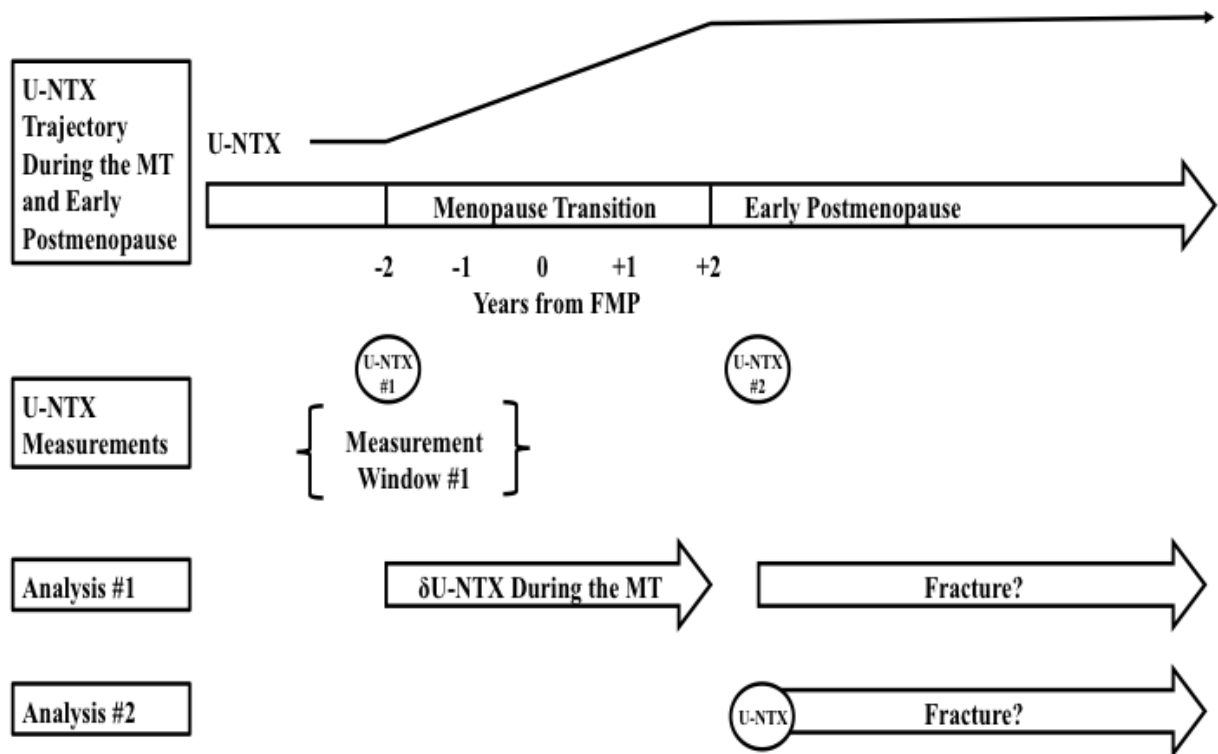 U-NTX
Trajectory
During the MT
and Early
Postmenopause
U-NTX
Menopause Transition
Early Postmenopause
-2 -1 0 +1 +2
Years from FMP
U-NTX
Measurements
U-NTX
#1
U-NTX
#2
Measurement
Window #1
Analysis #1
δU-NTX During the MT
Fracture?
Analysis #2
U-NTX
Fracture?